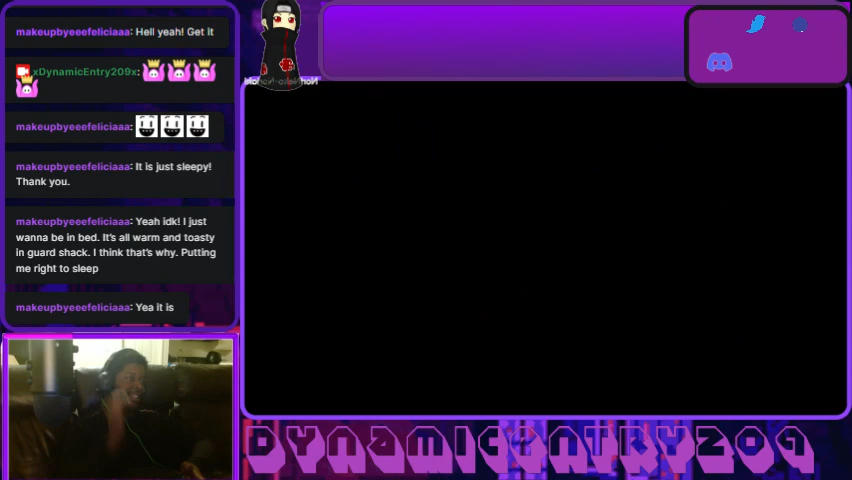 makeupbyeeefeliciaaa: Hell yeah! Get it
xDynamicEntry209x:
makeupbyeeefeliciaaa:
makeupbyeeefeliciaaa: It is just sleepy!
Thank you.
makeupbyeeefeliciaaa: Yeah idk! I just
wanna be in bed. It's all warm and toasty
in guard shack. I think that's why. Putting
me right to sleep
makeupbyeeefeliciaaa: Yea it is
DYNAMICENTRY209